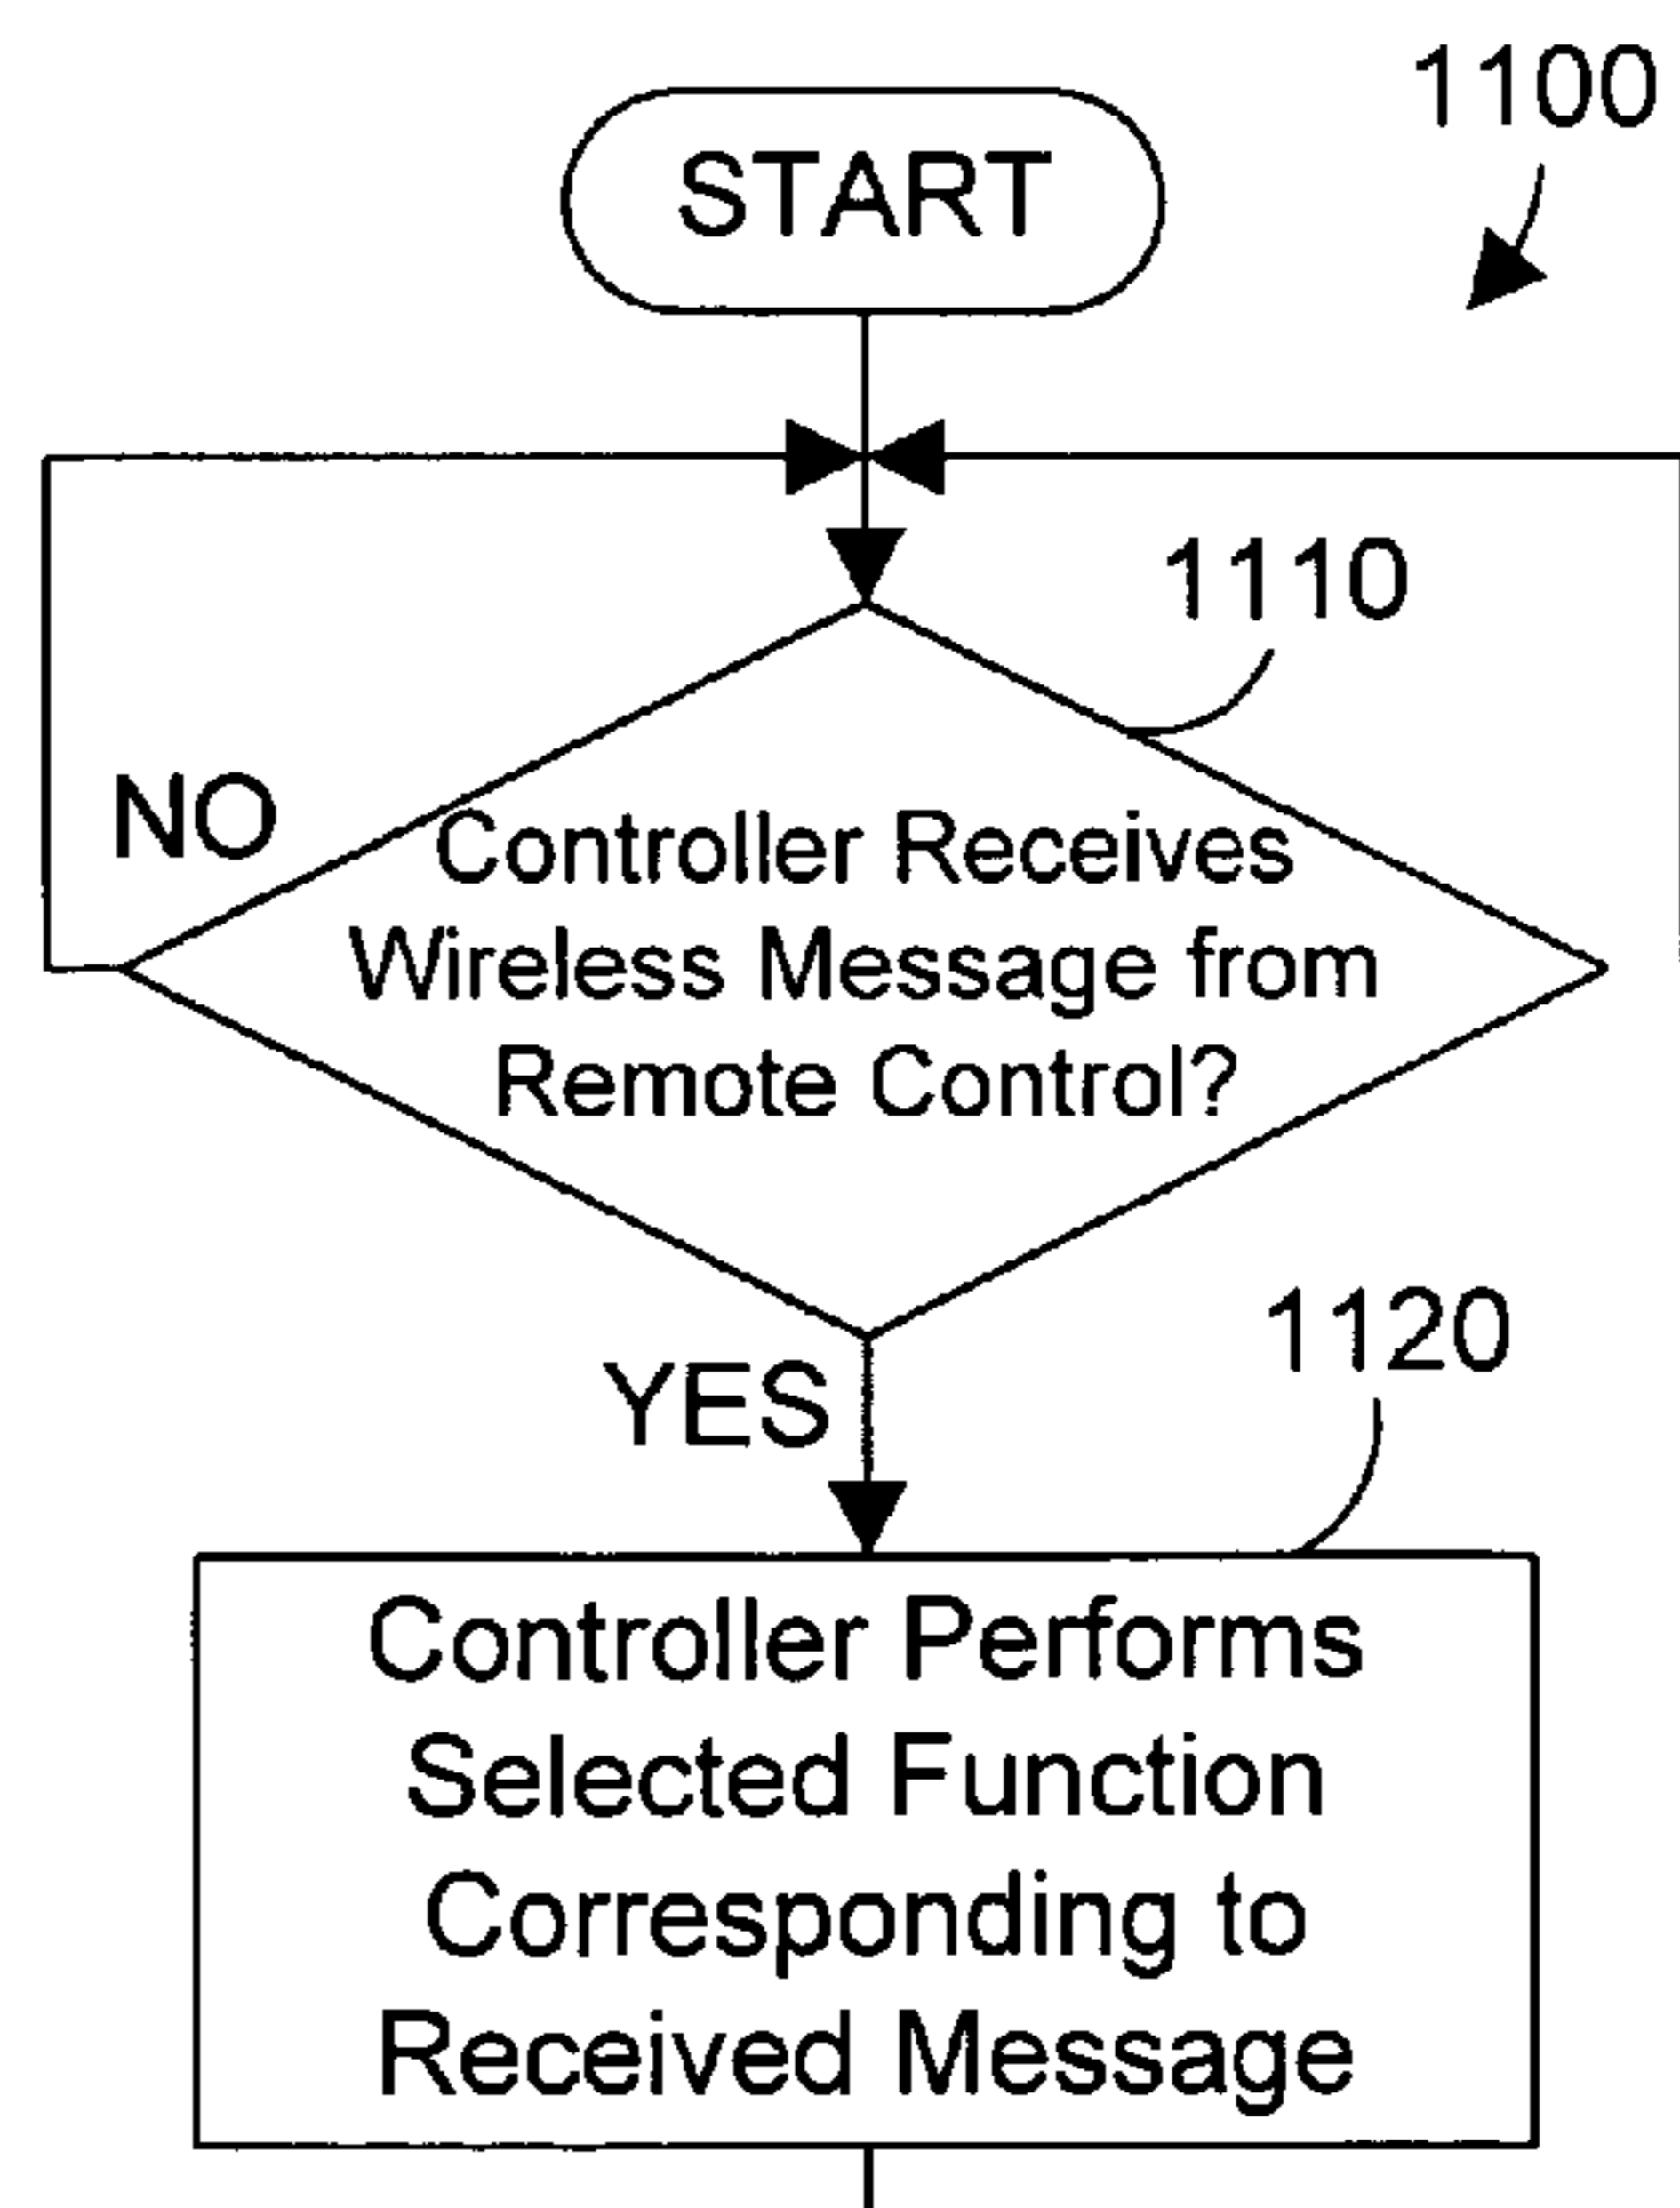 1100
START
1110
NO
Controller Receives
Wireless Message from
Remote Control?
1120
YES
Controller Performs
Selected Function
Corresponding to
Received Message